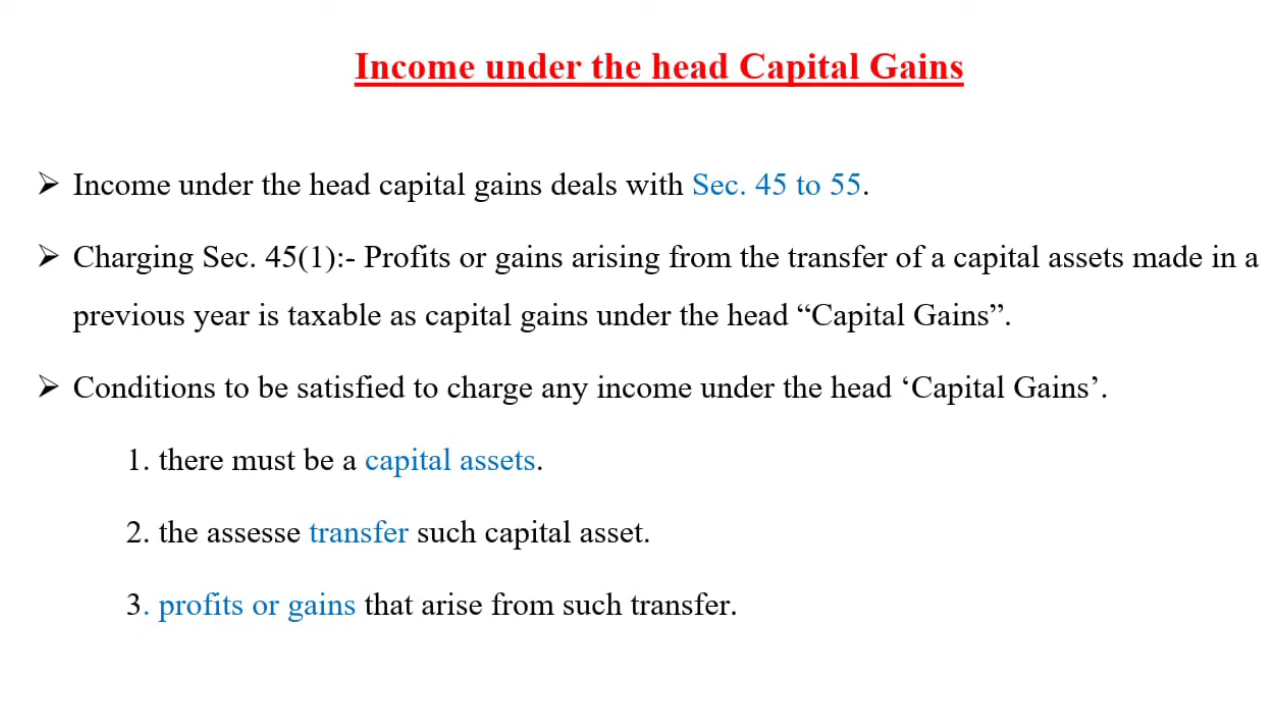 Income under the head Capital Gains
➢ Income under the head capital gains deals with Sec. 45 to 55.
➢ Charging Sec. 45(1):- Profits or gains arising from the transfer of a capital assets made in a
previous year is taxable as capital gains under the head “Capital Gains”.
➢ Conditions to be satisfied to charge any income under the head ‘Capital Gains’.
1. there must be a capital assets.
2. the assesse transfer such capital asset.
3. profits or gains that arise from such transfer.